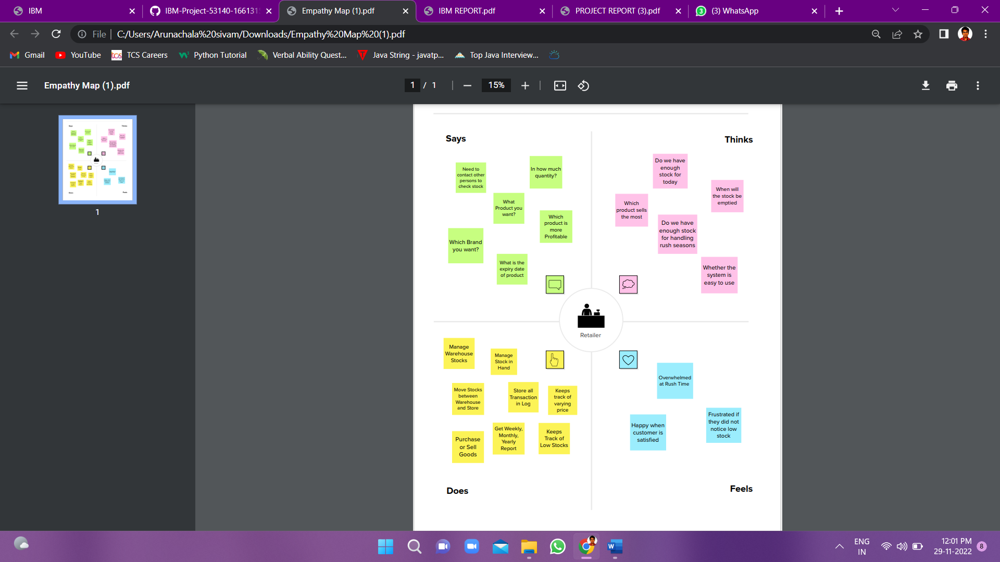 IBM
IBM-Project-53140-166131
Empathy Map (1).pdf
IBM REPORT.pdf
PROJECT REPORT (3).pdf
3
(3) WhatsApp
File
C:/Users/Arunachala%20sivam/Downloads/Empathy%20Map%20(1).pdf
Gmail
YouTube
tcs
TCS Careers
Python Tutorial
Verbal Ability Quest...
Java String - javatp...
Top Java Interview...
Empathy Map (1).pdf
1 / 1
15%
1
Says
Need to
contact other
persons to
check stock
In how much
quantity?
What
Product you
want?
Which
product is
more
Profitable
Which Brand
you want?
What is the
expiry date
of product
Thinks
Do we have
enough
stock for
today
When will
the stock be
emptied
Which
product sells
the most
Do we have
enough stock
for handling
rush seasons
Whether the
system is
easy to use
Retailer
Manage
Warehouse
Stocks
Manage
Stock in
Hand
Move Stocks
between
Warehouse
and Store
Store all
Transaction
in Log
Keeps
track of
varying
price
Purchase
or Sell
Goods
Get Weekly,
Monthly,
Yearly
Report
Keeps
Track of
Low Stocks
Does
Overwhelmed
at Rush Time
Happy when
customer is
satisfied
Frustrated if
they did not
notice low
stock
Feels
W
ENG
IN
12:01 PM
29-11-2022
8